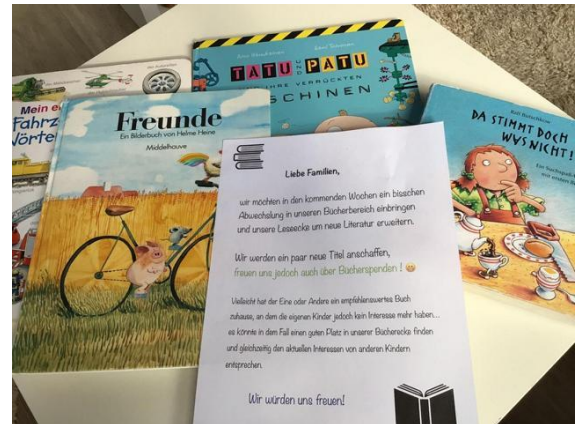 Mein e
Fahrz
Wörte
Freunde
Ein Bilderbuch von Helme Heine
Middelhauve
TATU UND PATU
IHRE VERRÜCKTEN
SCHINEN
DA STIMMT DOCH
WAS NICHT!
Liebe Familien,
wir möchten in den kommenden Wochen ein bisschen
Abwechslung in unseren Bücherbereich einbringen
und unsere Leseecke um neue Literatur erweitern.
Wir werden ein paar neue Titel anschaffen,
freuen uns jedoch auch über Bücherspenden ! 😀
Vielleicht hat der Eine oder Andere ein empfehlenswertes Buch
zuhause, an dem die eigenen Kinder jedoch kein Interesse mehr haben...
es könnte in dem Fall einen guten Platz in unserer Bücherecke finden
und gleichzeitig den aktuellen Interessen von anderen Kindern
entsprechen.
Wir würden uns freuen!